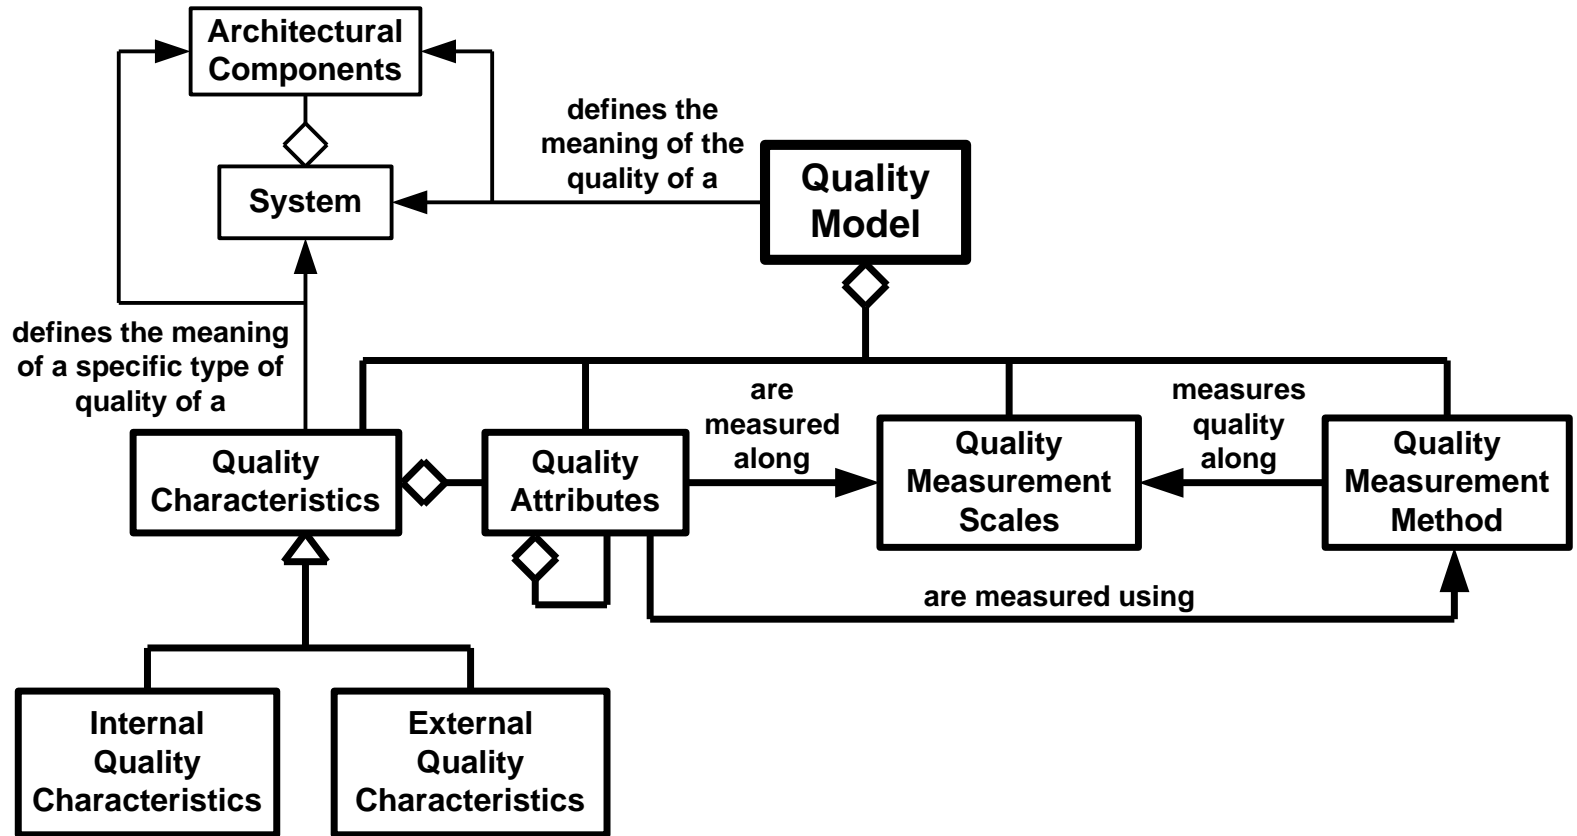 Architectural
Components
defines the
meaning of the
quality of a
Quality
Model
System
defines the meaning
of a specific type of
quality of a
are
measured
along
measures
quality
along
Quality
Characteristics
Quality
Attributes
Quality
Measurement
Scales
Quality
Measurement
Method
are measured using
Internal
Quality
Characteristics
External
Quality
Characteristics